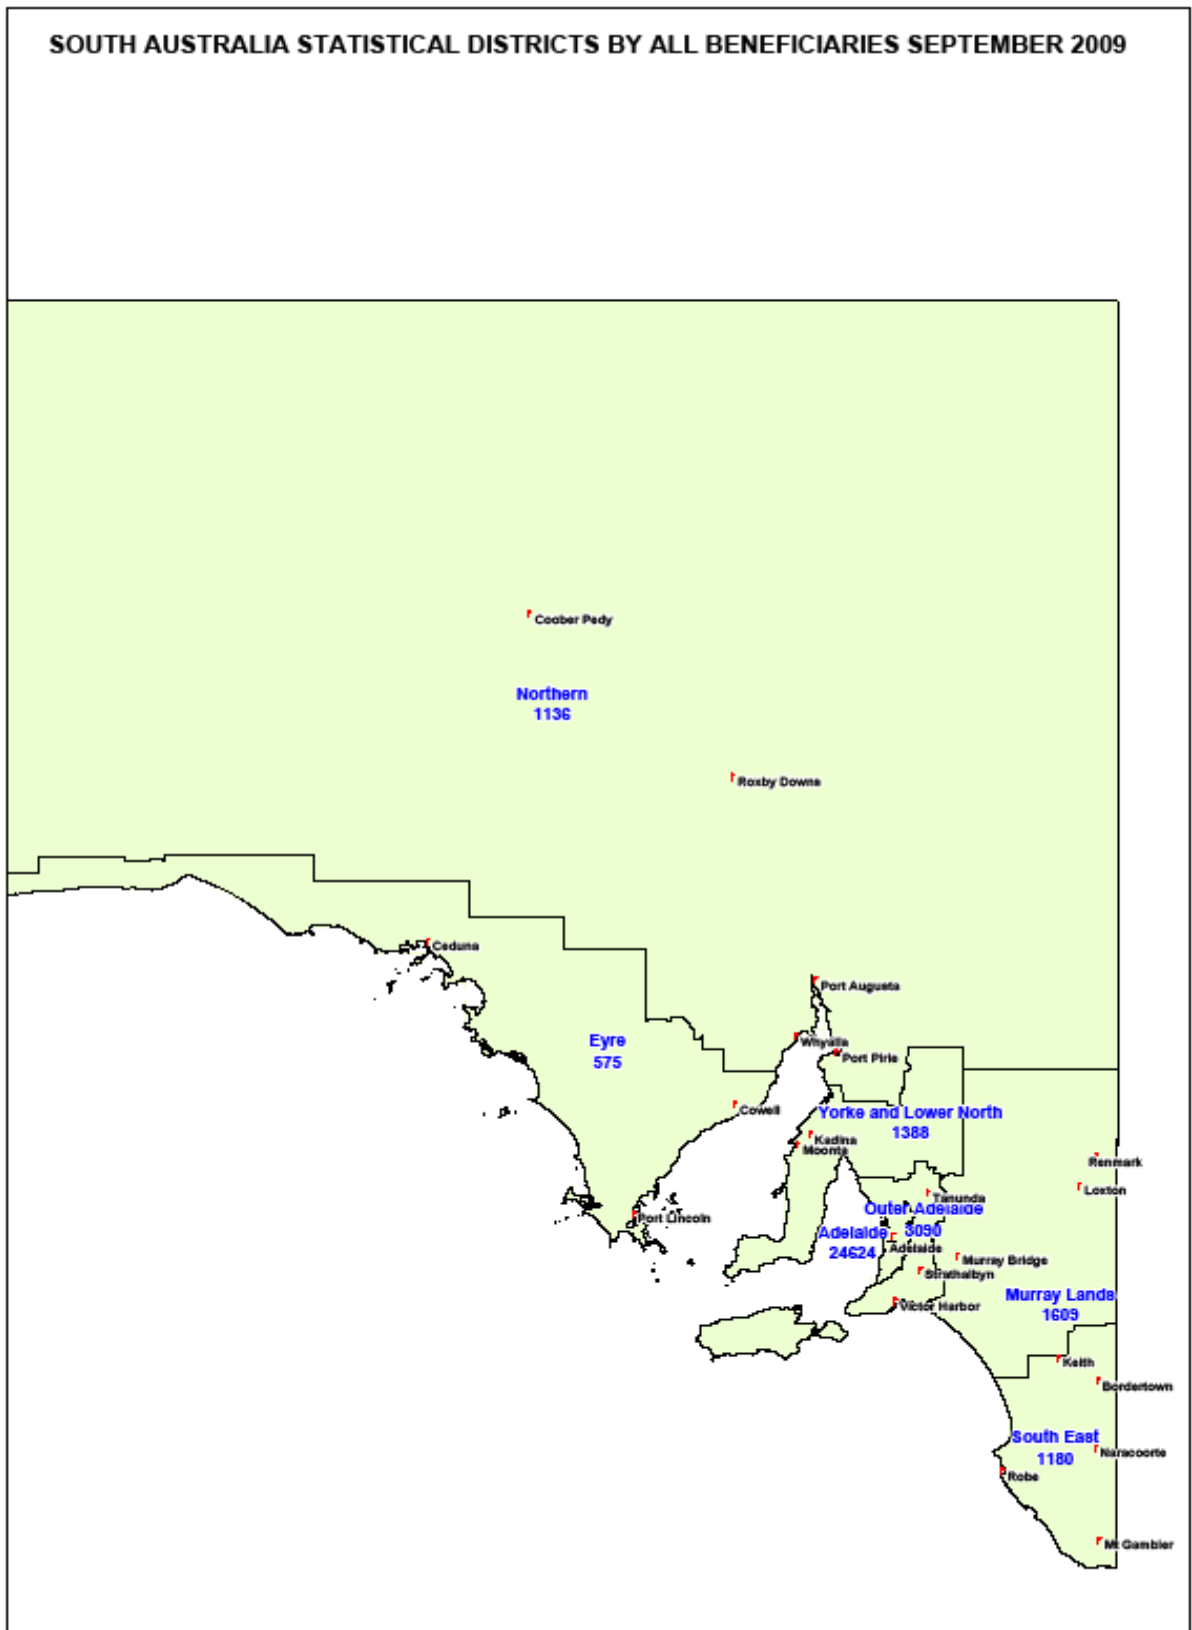 SOUTH AUSTRALIA STATISTICAL DISTRICTS BY ALL BENEFICIARIES SEPTEMBER 2009
Coober Pedy
Northern
1136
Roxby Downs
Ceduna
Port Augusta
Whyalla
Eyre
575
Port Pirie
Cowell
Yorke and Lower North
1388
Kadina
Moonta
Renmark
Loxton
Tanunda
Port Lincoln
Outer Adelaide
3090
Adelaide
24624
Adelaide
Murray Bridge
Strathalbyn
Murray Lands
1609
Victor Harbor
Keith
Bordertown
South East
1180
Naracoorte
Robe
Mt Gambier